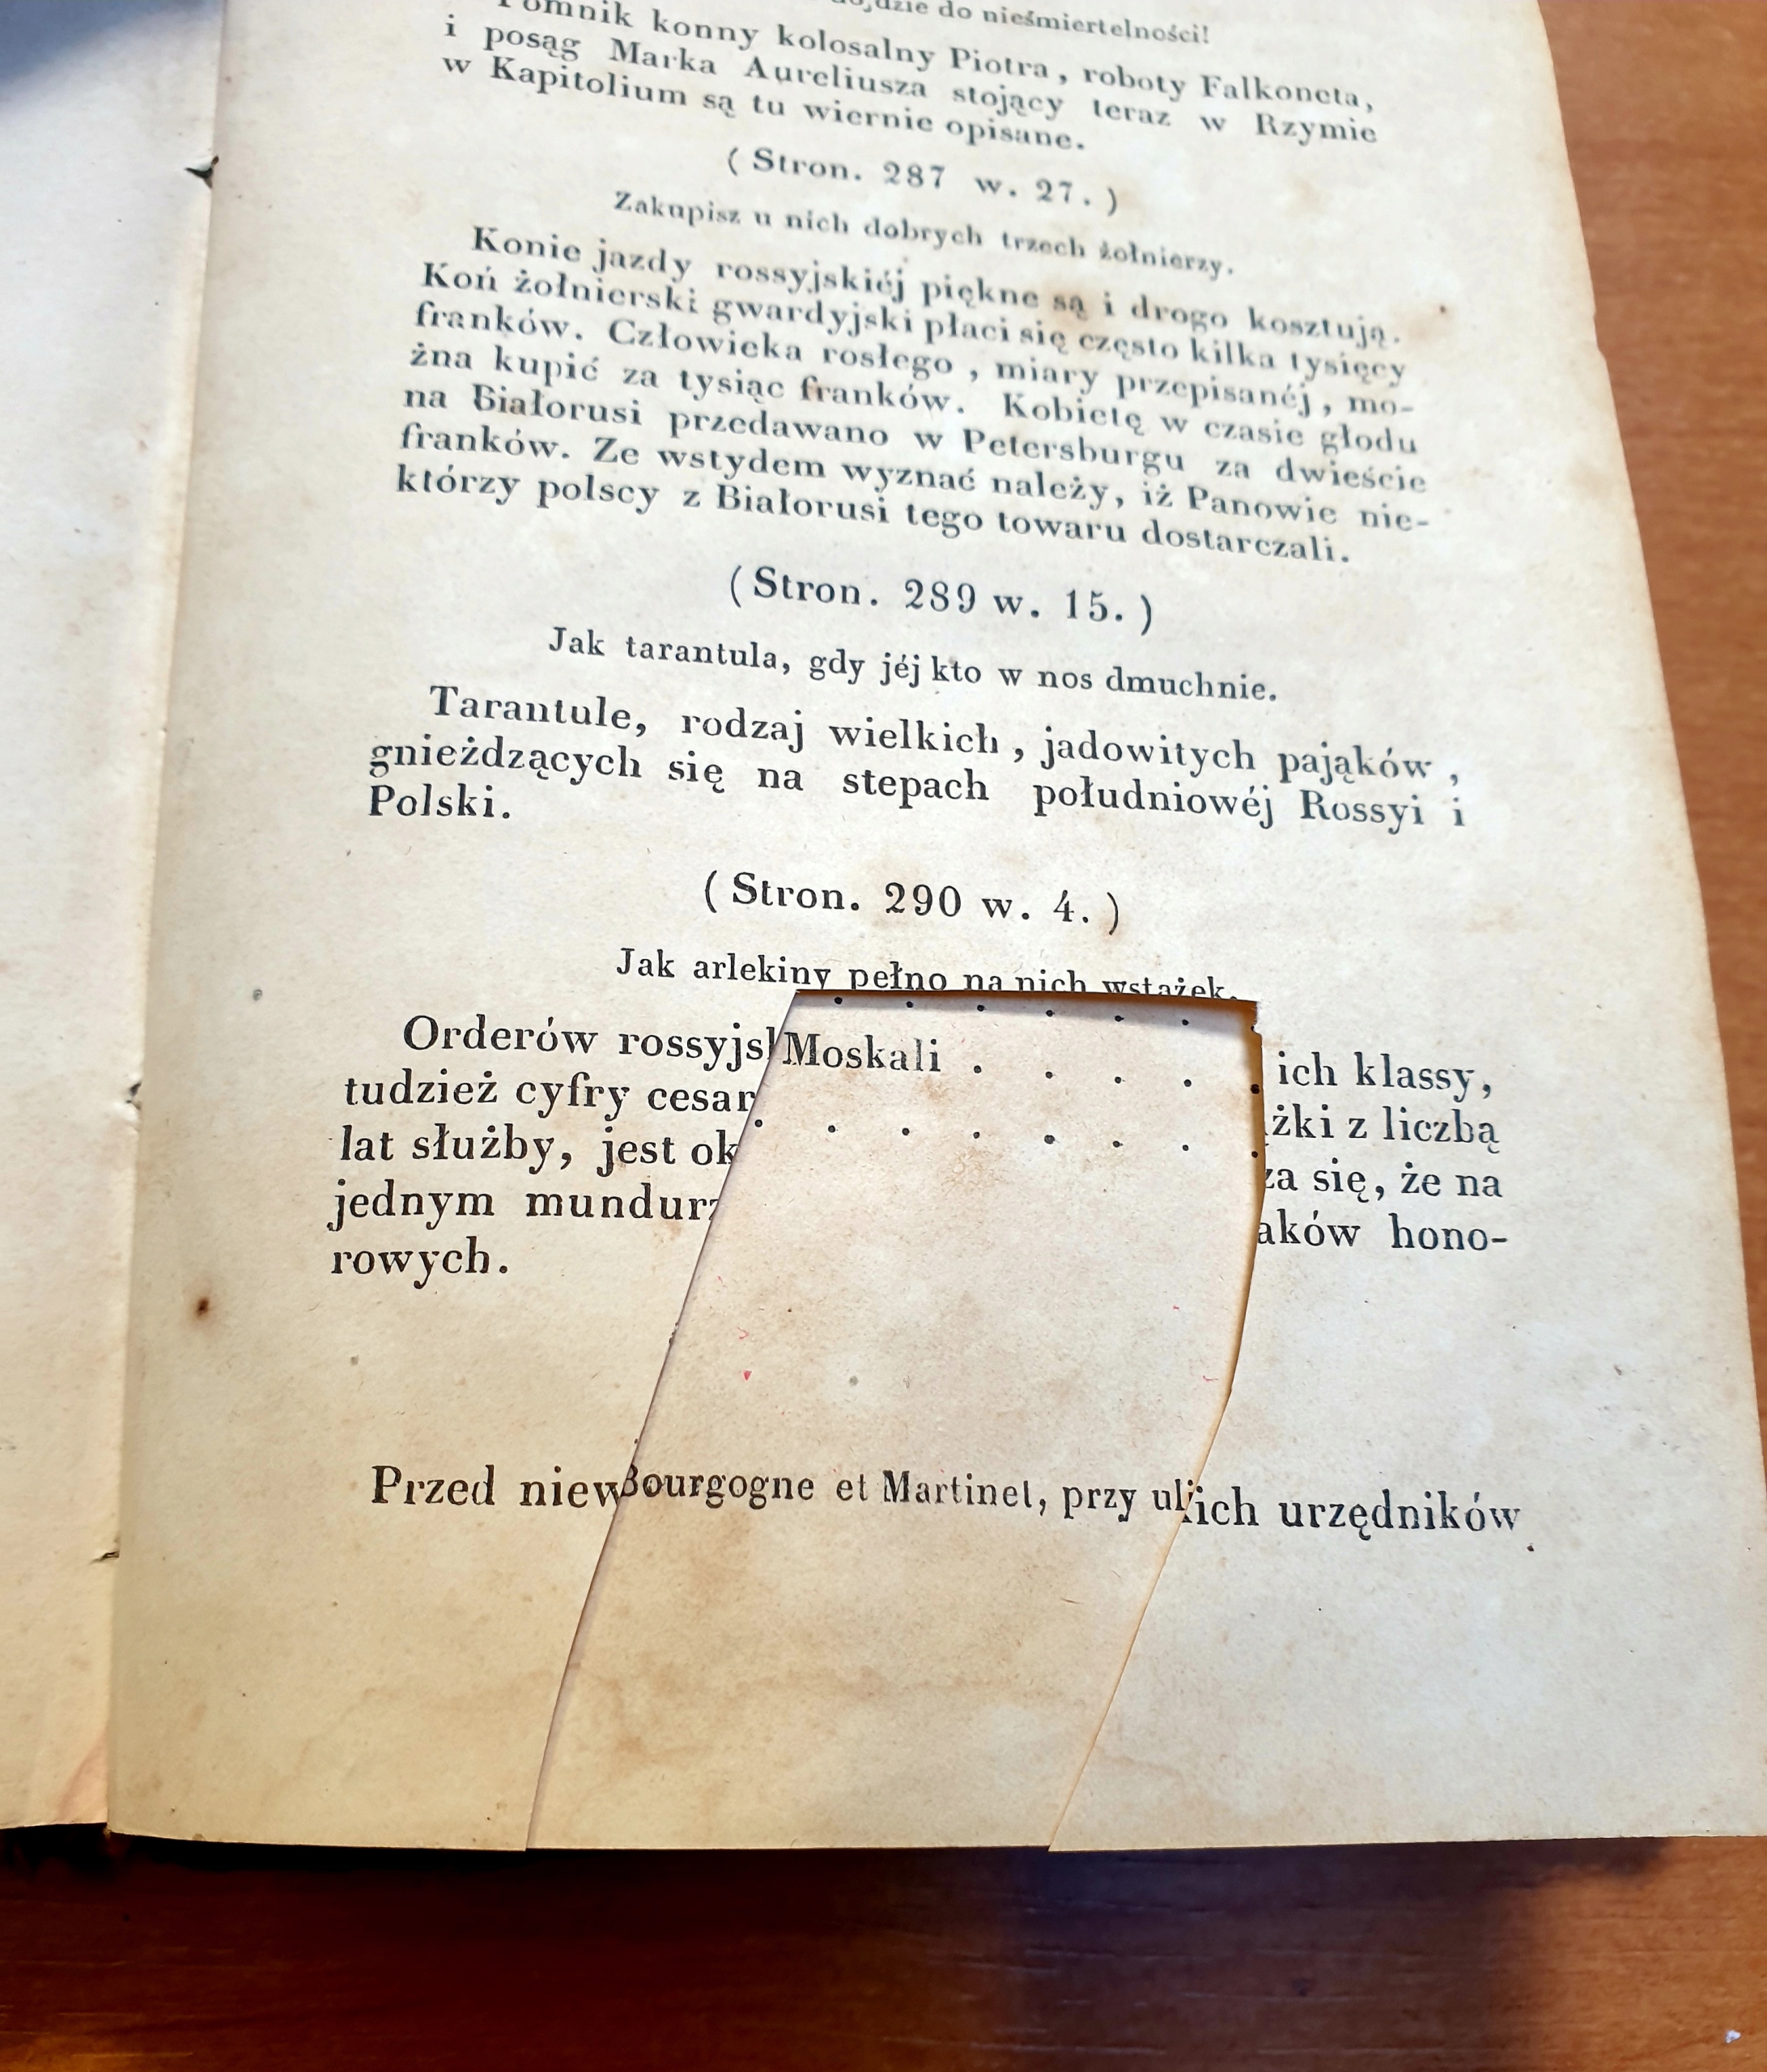 do nieśmiertelności!
Pomnik konny kolosalny Piotra, roboty Falkoneta,
i posąg Marka Aureliusza stojący teraz w Rzymie
w Kapitolium są tu wiernie opisane.
(Stron. 287 w. 27.)
Zakupisz u nich dobrych trzech żołnierzy.
Konie jazdy rossyjskiéj piękne są i drogo kosztują.
Koń żołnierski gwardyjski płaci się często kilka tysięcy
franków. Człowieka rosłego, miary przepisanéj, mo-
żna kupić za tysiąc franków. Kobietę w czasie głodu
na Białorusi przedawano w Petersburgu za dwieście
franków. Ze wstydem wyznać należy, iż Panowie nie-
którzy polscy z Białorusi tego towaru dostarczali.
(Stron. 289 w. 15.)
Jak tarantula, gdy jéj kto w nos dmuchnie.
Tarantule, rodzaj wielkich, jadowitych pająków,
gnieżdzących się na stepach południowéj Rossyi i
Polski.
(Stron. 290 w. 4.)
Jak arlekiny pełno na nich wstążek.
. . . . . .
Orderów rossyjs Moskali . . . . . ich klassy,
tudzież cyfry cesar . . . . . . . . żki z liczbą
lat służby, jest ok za się, że na
jednym mundur aków hono-
rowych.
Przed niew Bourgogne et Martinet, przy ul ich urzędników